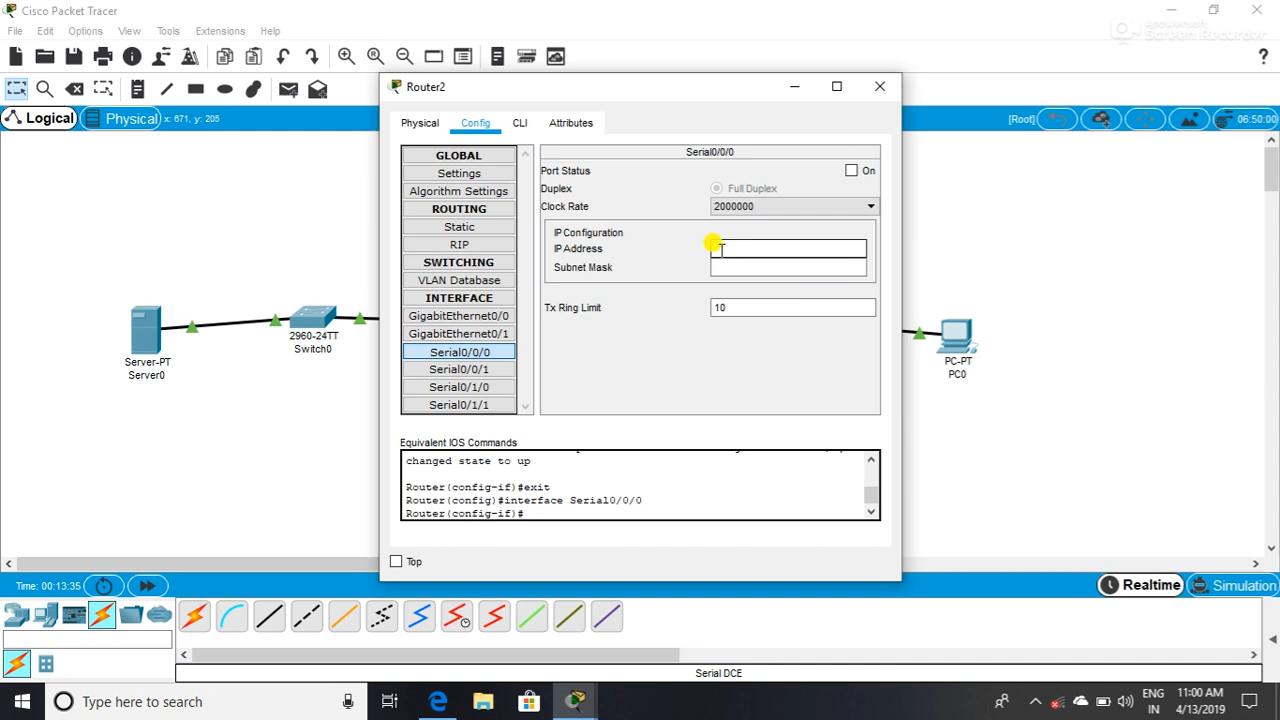 Cisco Packet Tracer
File Edit Options View Tools Extensions Help
Screen Recorder
Logical Physical x: 671, y: 205 [Root] 06:50:00
Router2
Physical Config CLI Attributes
GLOBAL
Settings
Algorithm Settings
ROUTING
Static
RIP
SWITCHING
VLAN Database
INTERFACE
GigabitEthernet0/0
GigabitEthernet0/1
Serial0/0/0
Serial0/0/1
Serial0/1/0
Serial0/1/1
Serial0/0/0
Port Status On
Duplex Full Duplex
Clock Rate 2000000
IP Configuration
IP Address
Subnet Mask
Tx Ring Limit 10
Equivalent IOS Commands
changed state to up
Router(config-if)#exit
Router(config)#interface Serial0/0/0
Router(config-if)#
Top
Server-PT
Server0
2960-24TT
Switch0
PC-PT
PC0
Time: 00:13:35 Realtime Simulation
Serial DCE
Type here to search
ENG
IN
11:00 AM
4/13/2019